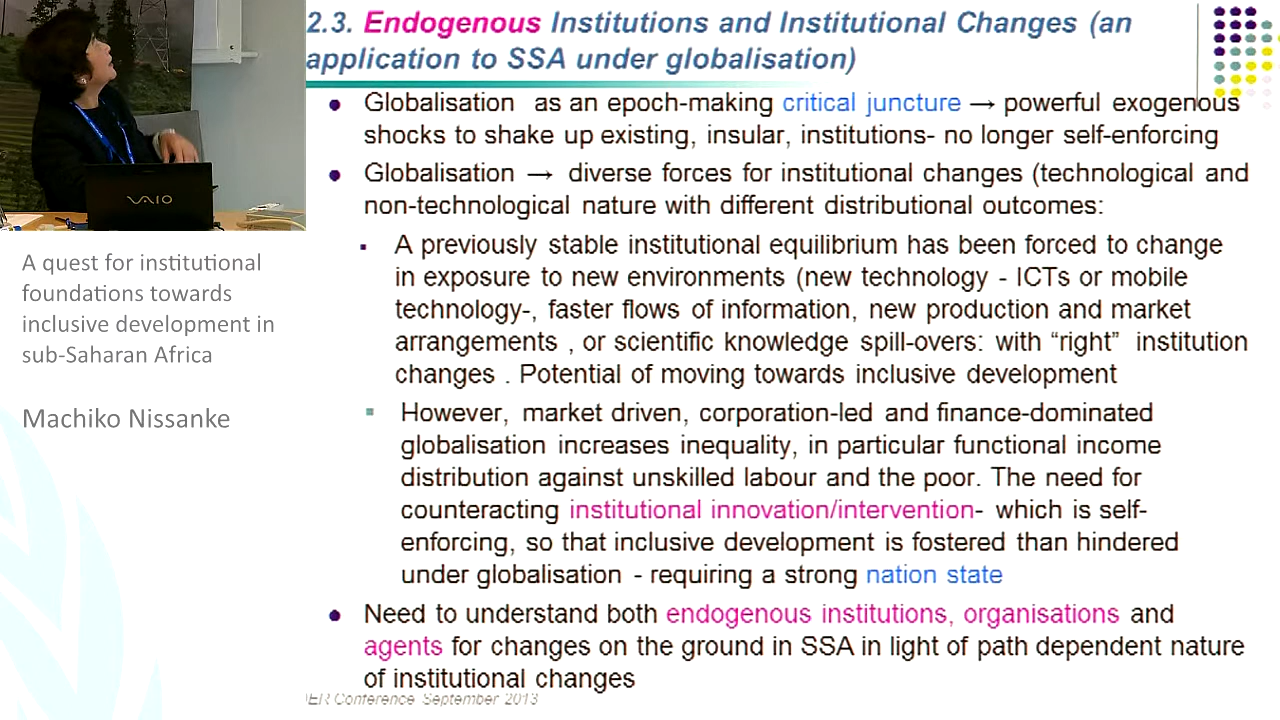 2.3. Endogenous Institutions and Institutional Changes (an
application to SSA under globalisation)
Globalisation as an epoch-making critical juncture → powerful exogenous
shocks to shake up existing, insular, institutions- no longer self-enforcing
Globalisation → diverse forces for institutional changes (technological and
non-technological nature with different distributional outcomes:
A previously stable institutional equilibrium has been forced to change
in exposure to new environments (new technology - ICTs or mobile
technology-, faster flows of information, new production and market
arrangements , or scientific knowledge spill-overs: with “right” institution
changes . Potential of moving towards inclusive development
However, market driven, corporation-led and finance-dominated
globalisation increases inequality, in particular functional income
distribution against unskilled labour and the poor. The need for
counteracting institutional innovation/intervention- which is self-
enforcing, so that inclusive development is fostered than hindered
under globalisation - requiring a strong nation state
Need to understand both endogenous institutions, organisations and
agents for changes on the ground in SSA in light of path dependent nature
of institutional changes
Conference September 2013
VAIO
A quest for institutional
foundations towards
inclusive development in
sub-Saharan Africa
Machiko Nissanke